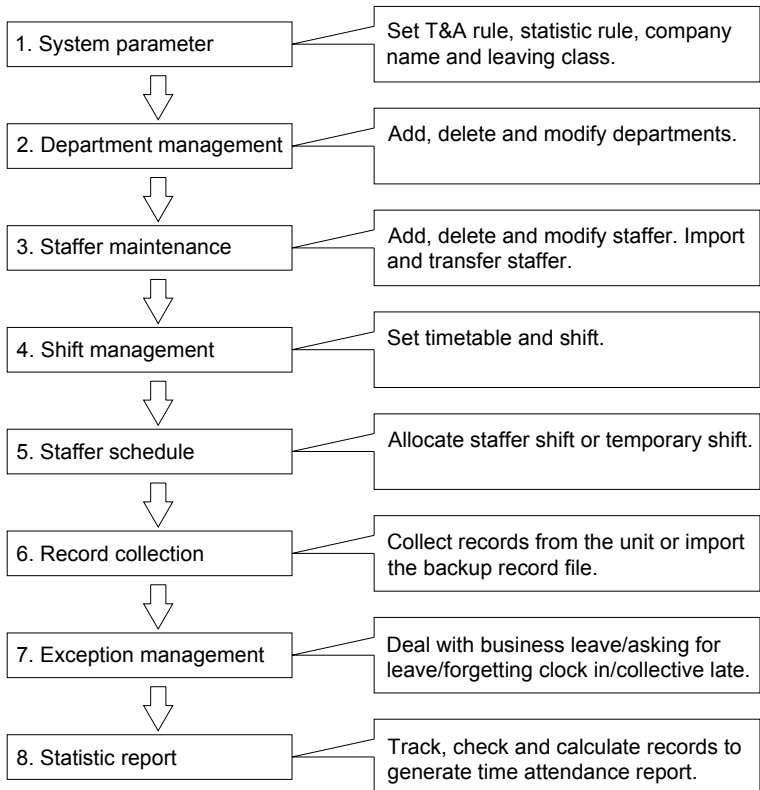 1. System parameter
Set T&A rule, statistic rule, company
name and leaving class.
2. Department management
Add, delete and modify departments.
3. Staffer maintenance
Add, delete and modify staffer. Import
and transfer staffer.
4. Shift management
Set timetable and shift.
5. Staffer schedule
Allocate staffer shift or temporary shift.
6. Record collection
Collect records from the unit or import
the backup record file.
7. Exception management
Deal with business leave/asking for
leave/forgetting clock in/collective late.
8. Statistic report
Track, check and calculate records to
generate time attendance report.